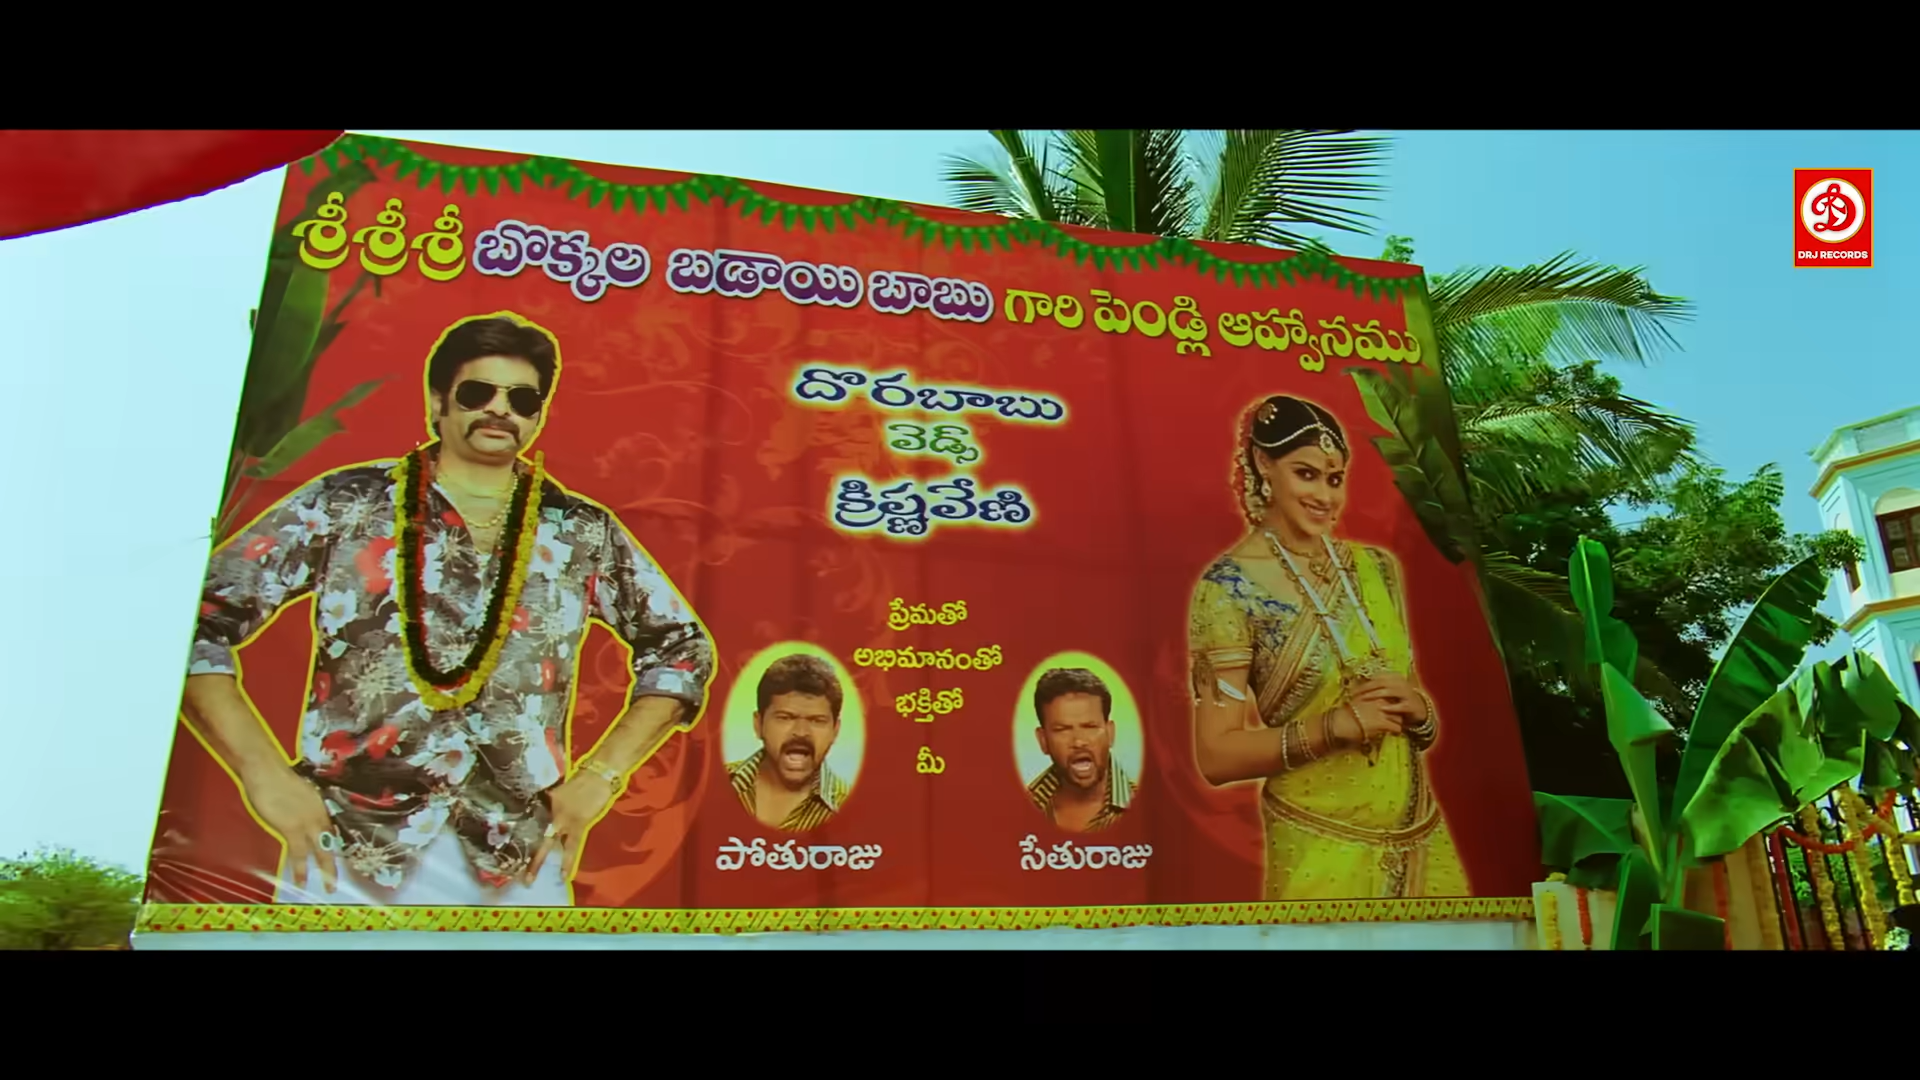 శ్రీశ్రీశ్రీ బొక్కల బడాయి బాబు గారి పెండ్లి ఆహ్వానము
DRJ RECORDS
దొరబాబు
వెడ్స్
క్రిష్ణవేణి
ప్రేమతో
అభిమానంతో
భక్తితో
మీ
పోతురాజు
సేతురాజు